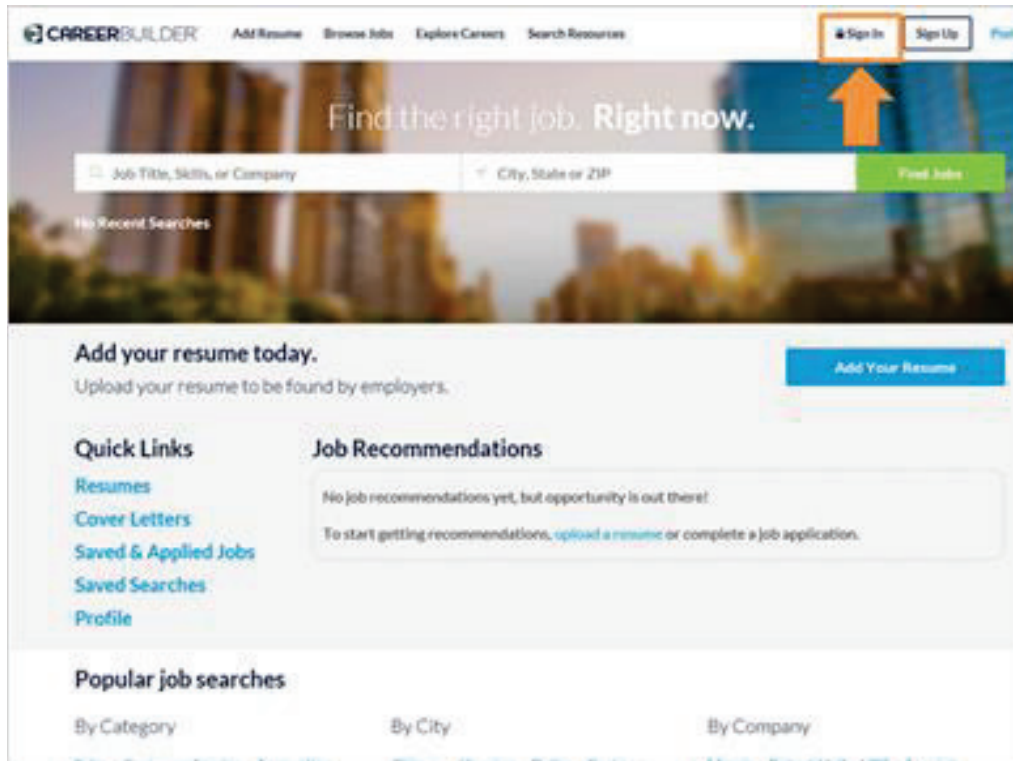 CAREERBUILDER Add Resume Browse Jobs Explore Careers Search Resources Sign In Sign Up
Find the right job. Right now.
Job Title, Skills, or Company City, State or ZIP Find Jobs
No Recent Searches
Add your resume today.
Upload your resume to be found by employers.
Add Your Resume
Quick Links
Resumes
Cover Letters
Saved & Applied Jobs
Saved Searches
Profile
Job Recommendations
No job recommendations yet, but opportunity is out there!
To start getting recommendations, upload a resume or complete a job application.
Popular job searches
By Category By City By Company